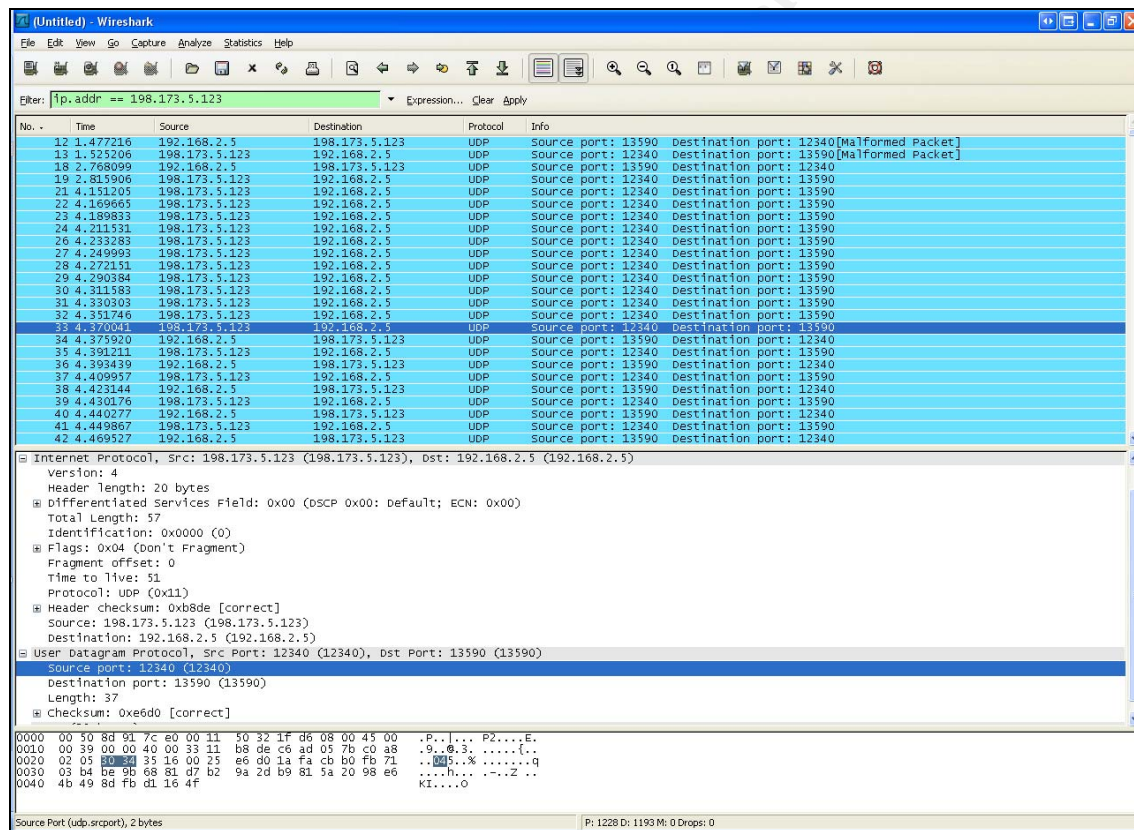 (Untitled) - Wireshark
File Edit View Go Capture Analyze Statistics Help
Filter: ip.addr == 198.173.5.123 Expression... Clear Apply
No. - Time Source Destination Protocol Info
12 1.477216 192.168.2.5 198.173.5.123 UDP Source port: 13590 Destination port: 12340[Malformed Packet]
13 1.525206 198.173.5.123 192.168.2.5 UDP Source port: 12340 Destination port: 13590[Malformed Packet]
18 2.768099 192.168.2.5 198.173.5.123 UDP Source port: 13590 Destination port: 12340
19 2.815906 198.173.5.123 192.168.2.5 UDP Source port: 12340 Destination port: 13590
21 4.151205 198.173.5.123 192.168.2.5 UDP Source port: 12340 Destination port: 13590
22 4.169665 198.173.5.123 192.168.2.5 UDP Source port: 12340 Destination port: 13590
23 4.189833 198.173.5.123 192.168.2.5 UDP Source port: 12340 Destination port: 13590
24 4.211531 198.173.5.123 192.168.2.5 UDP Source port: 12340 Destination port: 13590
26 4.233283 198.173.5.123 192.168.2.5 UDP Source port: 12340 Destination port: 13590
27 4.249993 198.173.5.123 192.168.2.5 UDP Source port: 12340 Destination port: 13590
28 4.272151 198.173.5.123 192.168.2.5 UDP Source port: 12340 Destination port: 13590
29 4.290384 198.173.5.123 192.168.2.5 UDP Source port: 12340 Destination port: 13590
30 4.311583 198.173.5.123 192.168.2.5 UDP Source port: 12340 Destination port: 13590
31 4.330303 198.173.5.123 192.168.2.5 UDP Source port: 12340 Destination port: 13590
32 4.351746 198.173.5.123 192.168.2.5 UDP Source port: 12340 Destination port: 13590
33 4.370041 198.173.5.123 192.168.2.5 UDP Source port: 12340 Destination port: 13590
34 4.375920 192.168.2.5 198.173.5.123 UDP Source port: 13590 Destination port: 12340
35 4.391211 198.173.5.123 192.168.2.5 UDP Source port: 12340 Destination port: 13590
36 4.393439 192.168.2.5 198.173.5.123 UDP Source port: 13590 Destination port: 12340
37 4.409957 198.173.5.123 192.168.2.5 UDP Source port: 12340 Destination port: 13590
38 4.423144 192.168.2.5 198.173.5.123 UDP Source port: 13590 Destination port: 12340
39 4.430176 198.173.5.123 192.168.2.5 UDP Source port: 12340 Destination port: 13590
40 4.440277 192.168.2.5 198.173.5.123 UDP Source port: 13590 Destination port: 12340
41 4.449867 198.173.5.123 192.168.2.5 UDP Source port: 12340 Destination port: 13590
42 4.469527 192.168.2.5 198.173.5.123 UDP Source port: 13590 Destination port: 12340
Internet Protocol, Src: 198.173.5.123 (198.173.5.123), Dst: 192.168.2.5 (192.168.2.5)
Version: 4
Header length: 20 bytes
Differentiated Services Field: 0x00 (DSCP 0x00: Default; ECN: 0x00)
Total Length: 57
Identification: 0x0000 (0)
Flags: 0x04 (Don't Fragment)
Fragment offset: 0
Time to live: 51
Protocol: UDP (0x11)
Header checksum: 0xb8de [correct]
Source: 198.173.5.123 (198.173.5.123)
Destination: 192.168.2.5 (192.168.2.5)
User Datagram Protocol, Src Port: 12340 (12340), Dst Port: 13590 (13590)
Source port: 12340 (12340)
Destination port: 13590 (13590)
Length: 37
Checksum: 0xe6d0 [correct]
0000 00 50 8d 91 7c e0 00 11 50 32 1f d6 08 00 45 00 .P..|... P2....E.
0010 00 39 00 00 40 00 33 11 b8 de c6 ad 05 7b c0 a8 .9..@.3. .....{..
0020 02 05 30 34 35 16 00 25 e6 d0 1a fa cb b0 fb 71 ..045..% .......q
0030 03 b4 be 9b 68 81 d7 b2 9a 2d b9 81 5a 20 98 e6 ....h... .-..Z ..
0040 4b 49 8d fb d1 16 4f KI....O
Source Port (udp.srcport), 2 bytes P: 1228 D: 1193 M: 0 Drops: 0